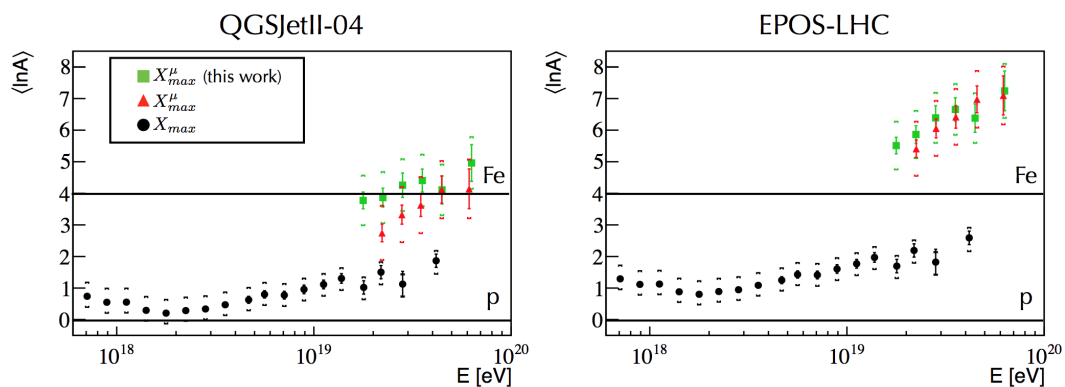 QGSJetII-04
⟨lnA⟩
8
7
6
5
4
3
2
1
0
X^μ_max (this work)
X^μ_max
X_max
Fe
p
10^18
10^19
10^20
E [eV]
EPOS-LHC
⟨lnA⟩
8
7
6
5
4
3
2
1
0
Fe
p
10^18
10^19
10^20
E [eV]